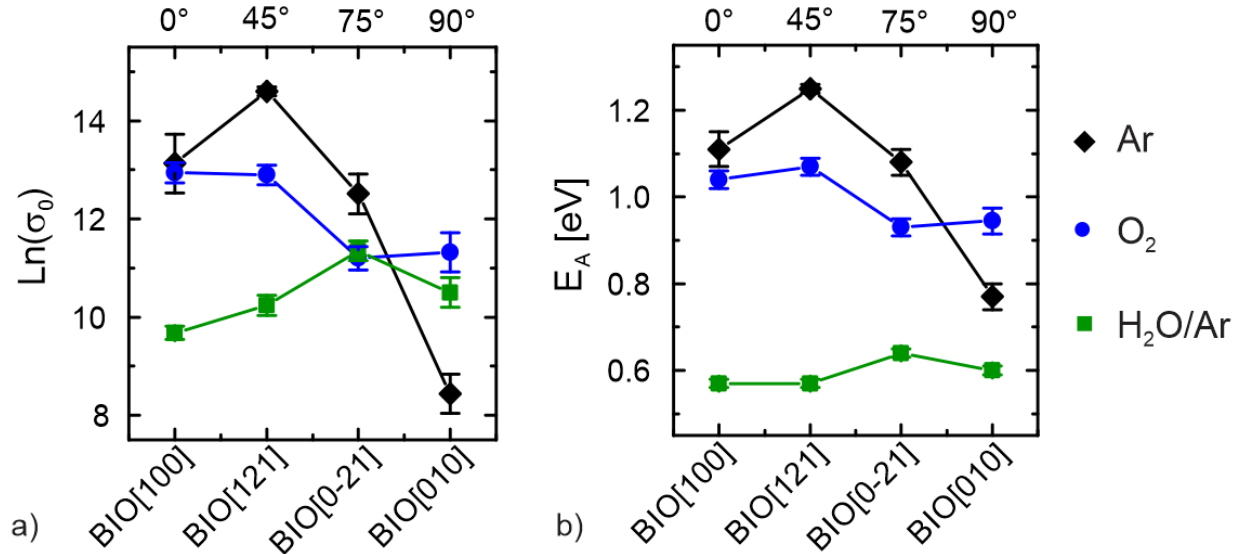 0° 45° 75° 90°
14
12
10
8
Ln(σ₀)
BIO[100] BIO[121] BIO[0-21] BIO[010]
a)
0° 45° 75° 90°
1.2
1.0
0.8
0.6
E_A [eV]
BIO[100] BIO[121] BIO[0-21] BIO[010]
b)
Ar
O₂
H₂O/Ar